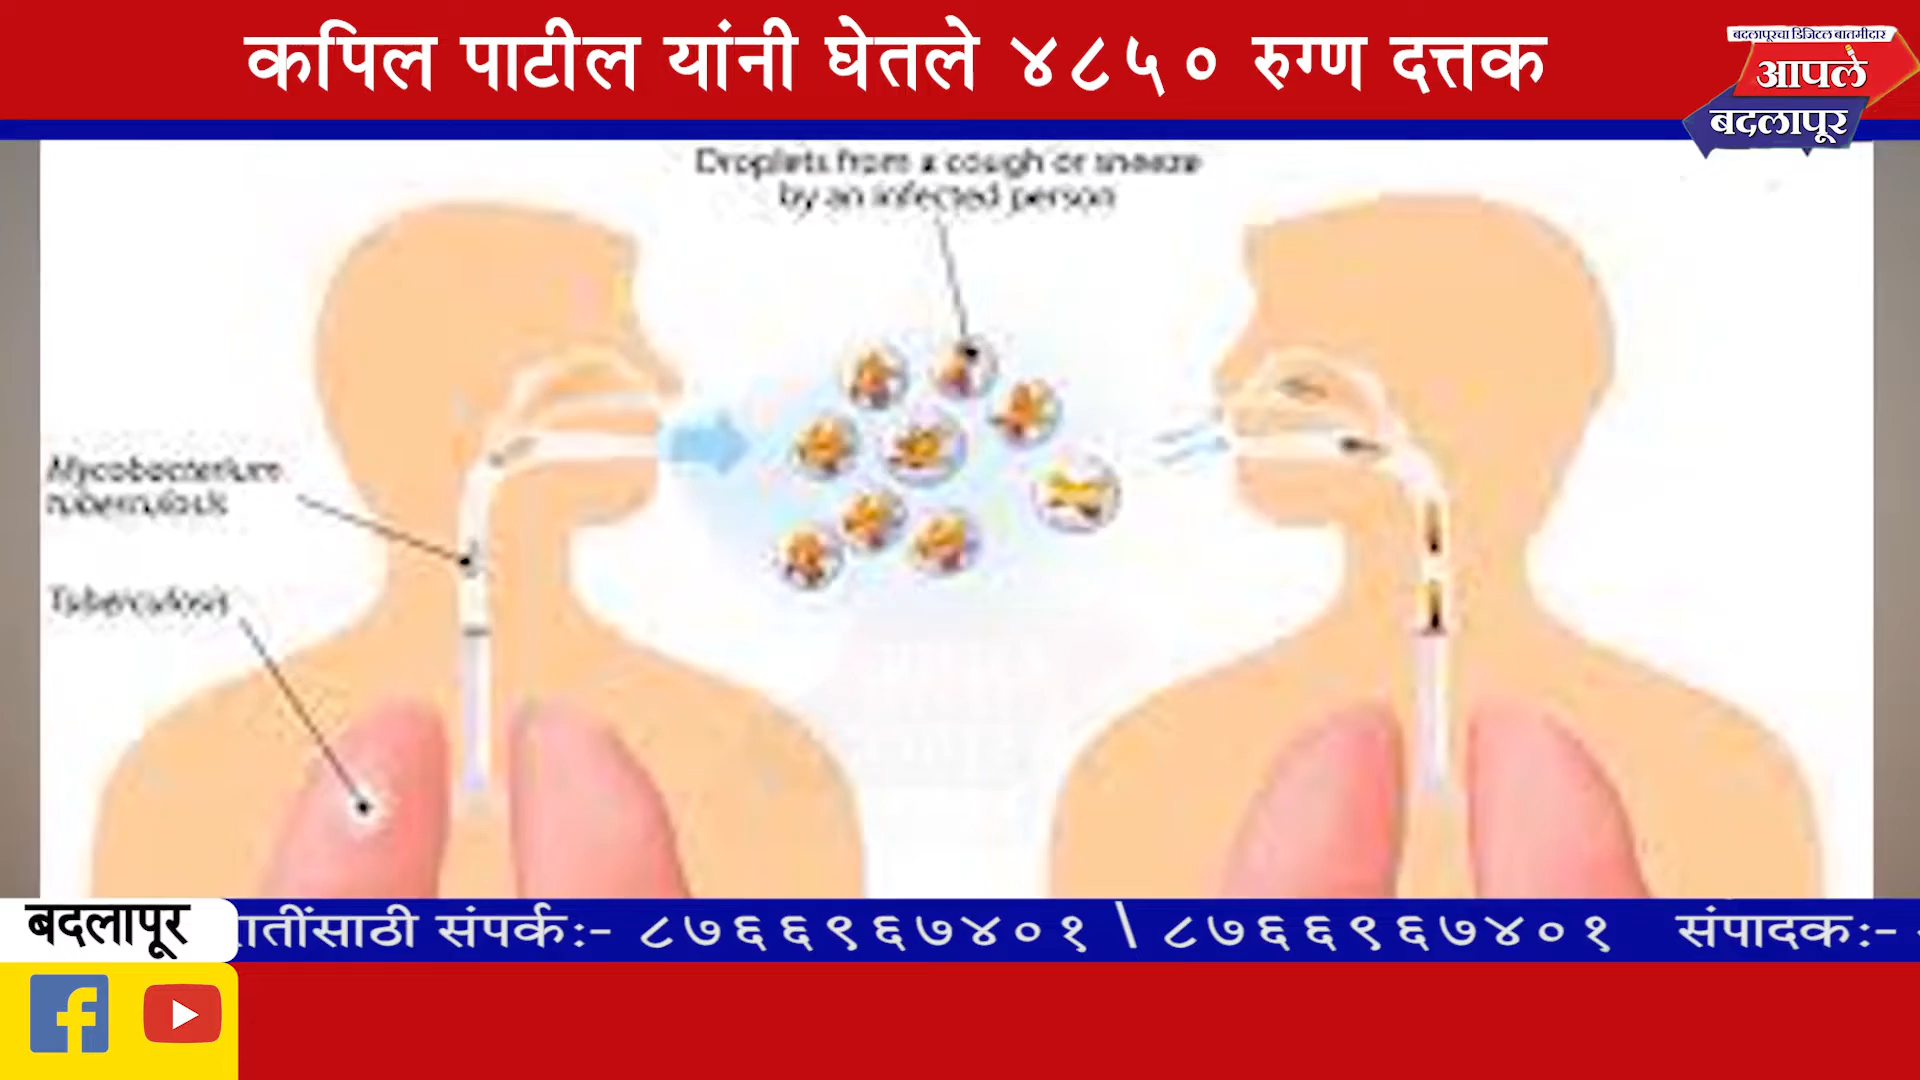 कपिल पाटील यांनी घेतले ४८५० रुग्ण दत्तक
बदलापूरचा डिजिटल बातमीदार
आपले
बदलापूर
Droplets from a cough or sneeze
by an infected person
Mycobacterium
tuberculosis
Tuberculosis
बदलापूर
रातींसाठी संपर्क:- ८७६६९६७४०१ \ ८७६६९६७४०१ संपादक:-